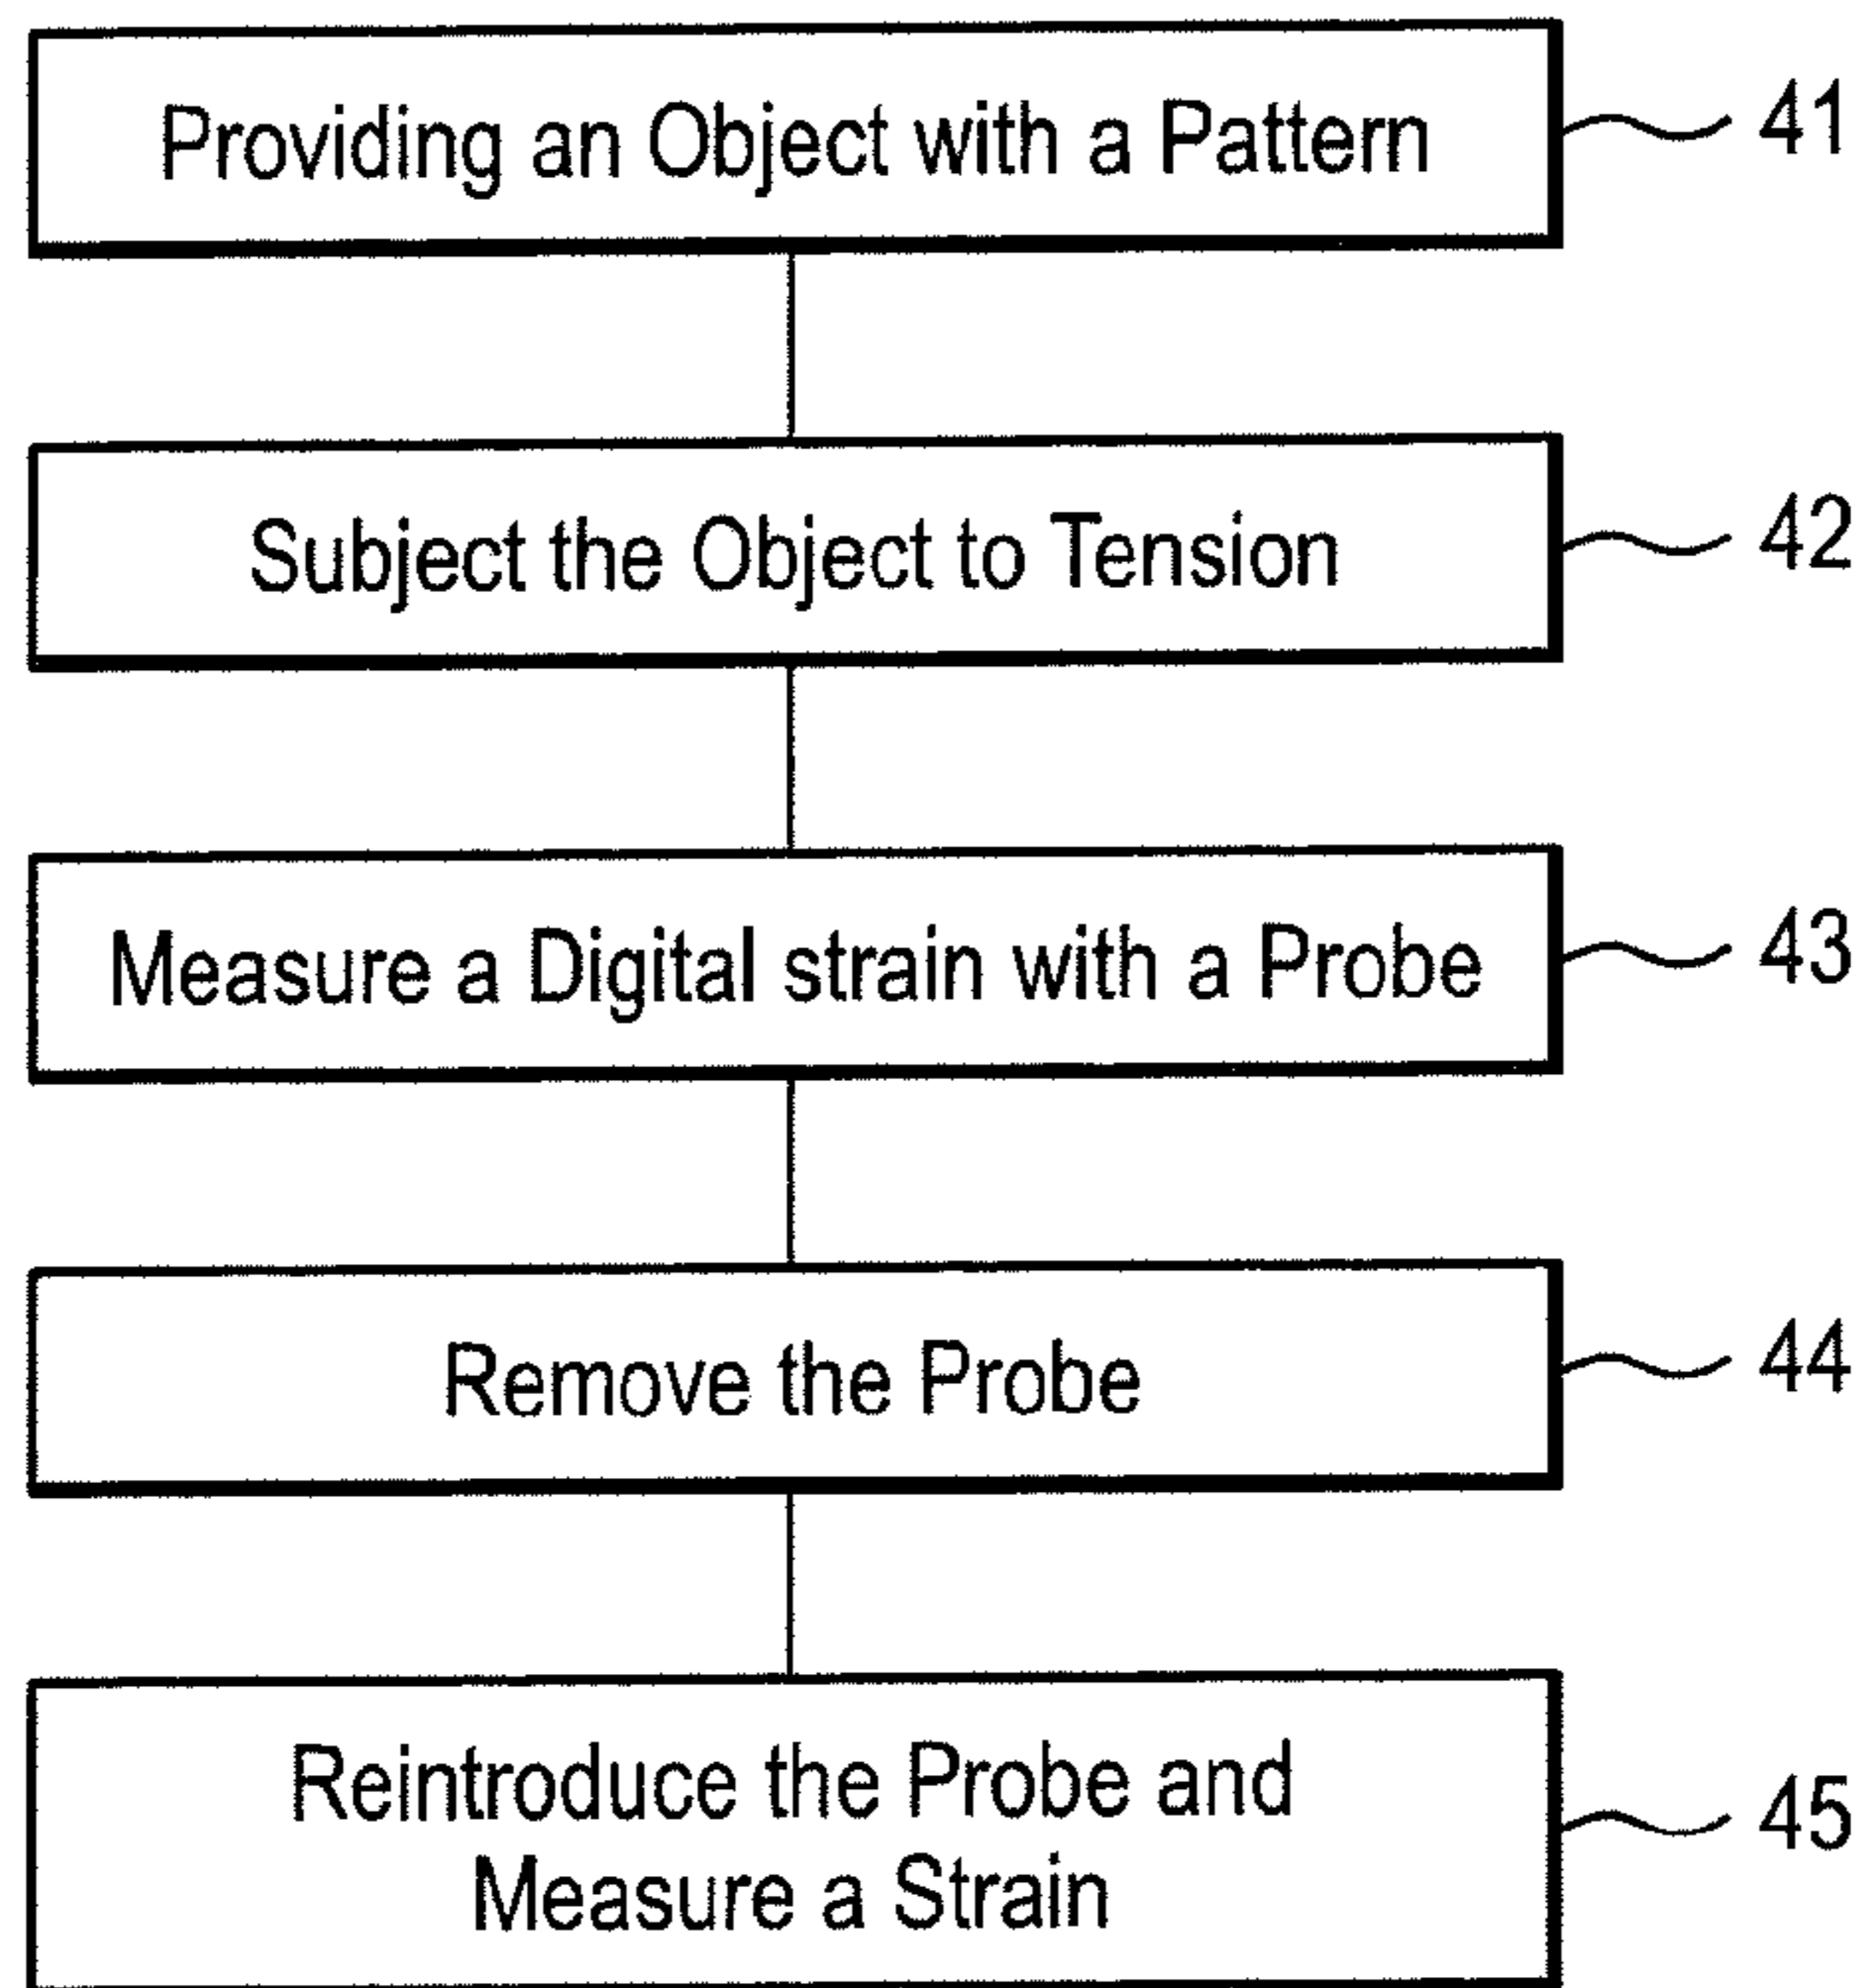 Providing an Object with a Pattern 41
Subject the Object to Tension 42
Measure a Digital strain with a Probe 43
Remove the Probe 44
Reintroduce the Probe and
Measure a Strain 45